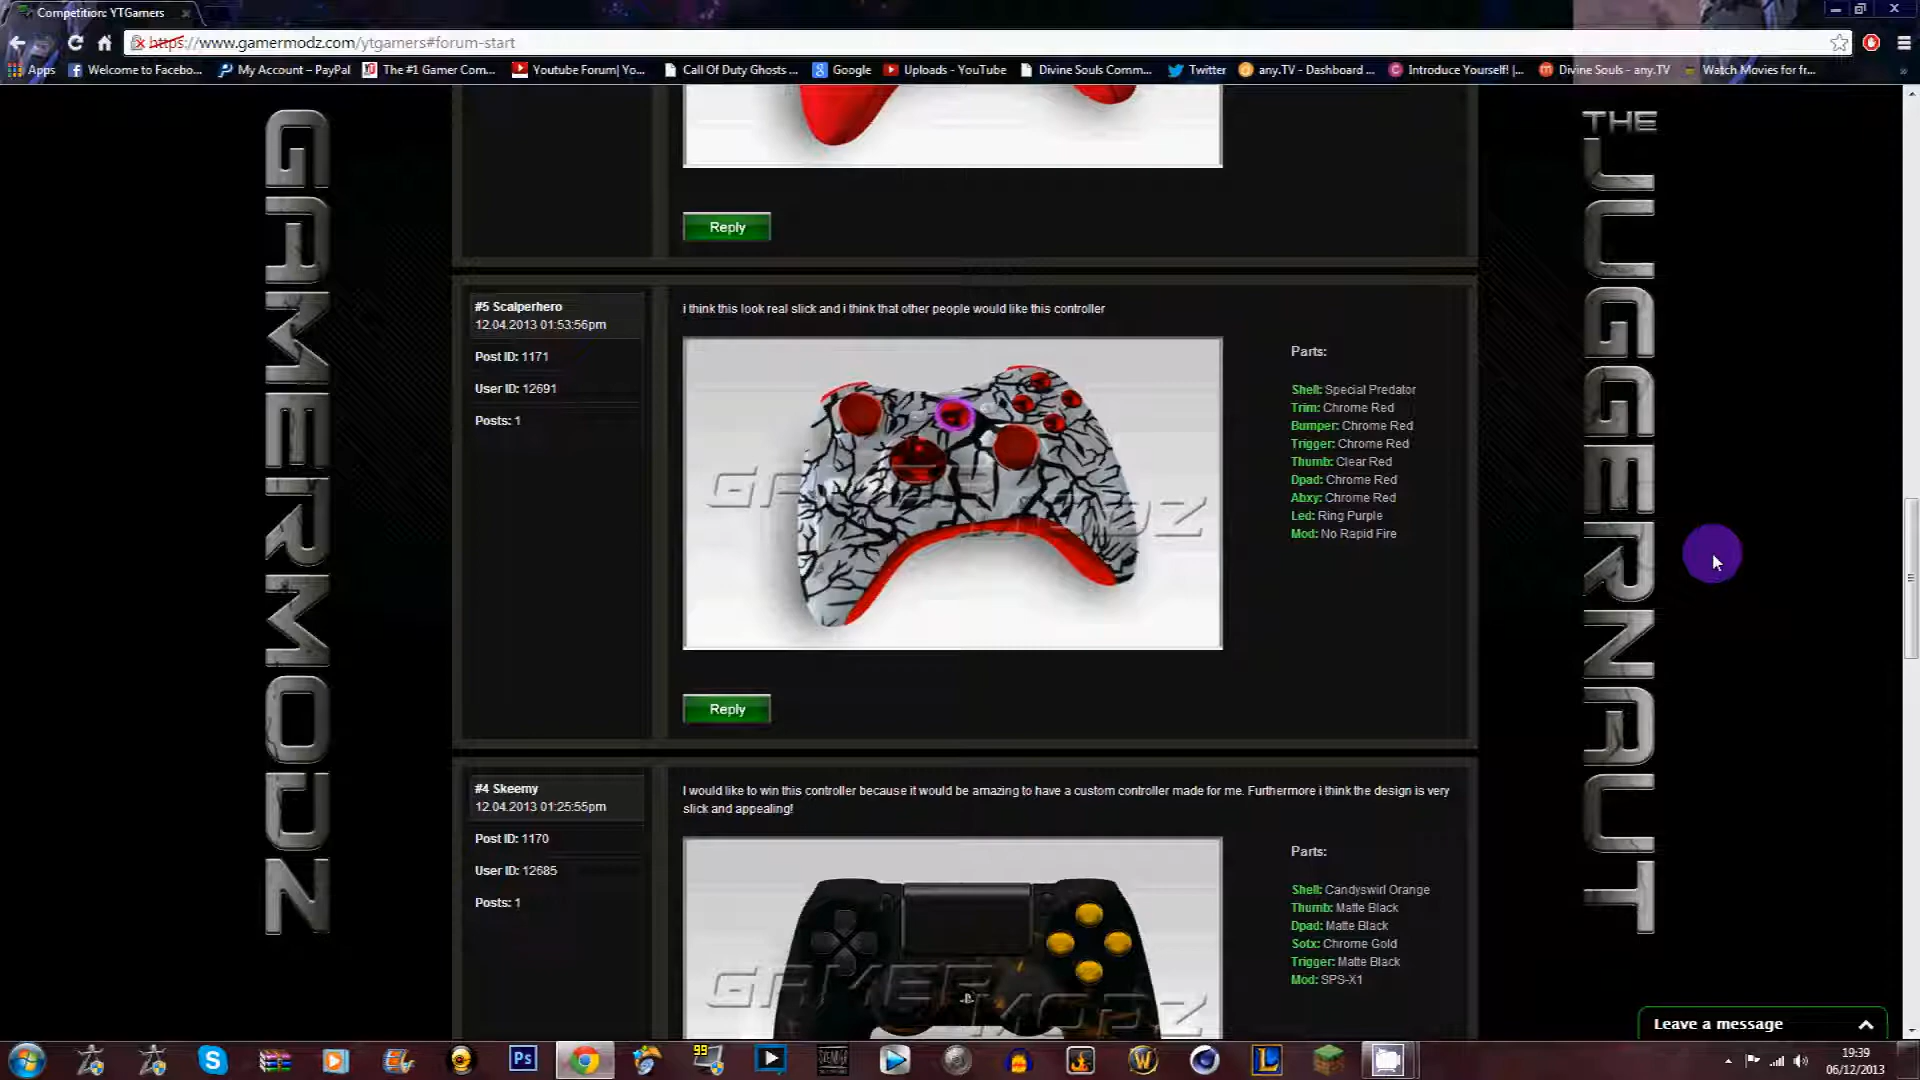 Competition: YTGamers
https://www.gamermodz.com/ytgamers#forum-start
Apps
Welcome to Facebo...
My Account – PayPal
The #1 Gamer Com...
Youtube Forum| Yo...
Call Of Duty Ghosts ...
Google
Uploads - YouTube
Divine Souls Comm...
Twitter
any.TV - Dashboard ...
Introduce Yourself! |...
Divine Souls - any.TV
Watch Movies for fr...
GAMERMODZ
THE JUGGERNAUT
Reply
#5 Scalperhero
12.04.2013 01:53:56pm
Post ID: 1171
User ID: 12691
Posts: 1
i think this look real slick and i think that other people would like this controller
GAMERMODZ
Parts:
Shell: Special Predator
Trim: Chrome Red
Bumper: Chrome Red
Trigger: Chrome Red
Thumb: Clear Red
Dpad: Chrome Red
Abxy: Chrome Red
Led: Ring Purple
Mod: No Rapid Fire
Reply
#4 Skeemy
12.04.2013 01:25:55pm
Post ID: 1170
User ID: 12685
Posts: 1
I would like to win this controller because it would be amazing to have a custom controller made for me. Furthermore i think the design is very
slick and appealing!
GAMERMODZ
Parts:
Shell: Candyswirl Orange
Thumb: Matte Black
Dpad: Matte Black
Sotx: Chrome Gold
Trigger: Matte Black
Mod: SPS-X1
Leave a message
Ps
99
19:39
06/12/2013